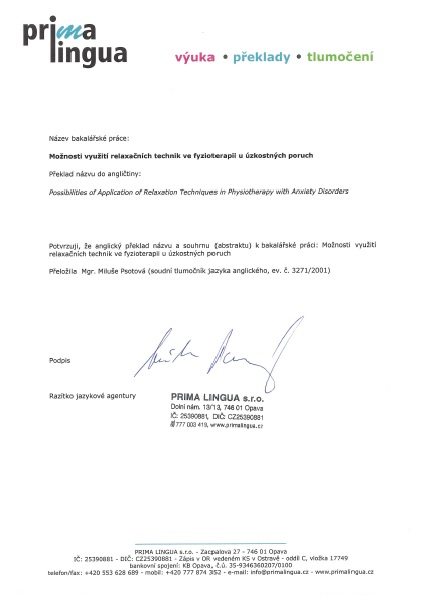 prima
lingua
výuka • překlady • tlumočení
Název bakalářské práce:
Možnosti využití relaxačních technik ve fyzioterapii u úzkostných poruch
Překlad názvu do angličtiny:
Possibilities of Application of Relaxation Techniques in Physiotherapy with Anxiety Disorders
Potvrzuji, že anglický překlad názvu a souhrnu (abstraktu) k bakalářské práci: Možnosti využití
relaxačních technik ve fyzioterapii u úzkostných poruch
Přeložila Mgr. Miluše Psotová (soudní tlumočník jazyka anglického, ev. č. 3271/2001)
Podpis
Razítko jazykové agentury
PRIMA LINGUA s.r.o.
Dolní nám. 13/13, 746 01 Opava
IČ: 25390881, DIČ: CZ25390881
777 003 419, www.primalingua.cz
PRIMA LINGUA s.r.o. - Zacpalova 27 - 746 01 Opava
IČ: 25390881 - DIČ: CZ25390881 - Zápis v OR vedeném KS v Ostravě - oddíl C, vložka 17749
bankovní spojení: KB Opava, č.ú. 35-9346360207/0100
telefon/fax: +420 553 628 689 - mobil: +420 777 874 352 - e-mail: info@primalingua.cz - www.primalingua.cz